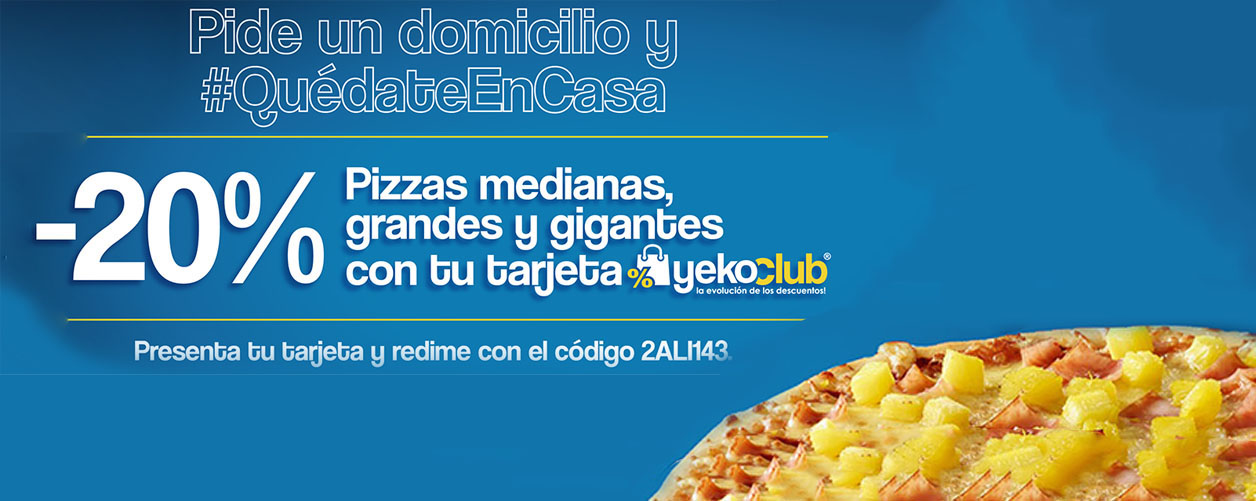 Pide un domicilio y
#QuédateEnCasa
-20%
Pizzas medianas,
grandes y gigantes
con tu tarjeta % yekoclub®
la evolución de los descuentos!
Presenta tu tarjeta y redime con el código 2ALI143.